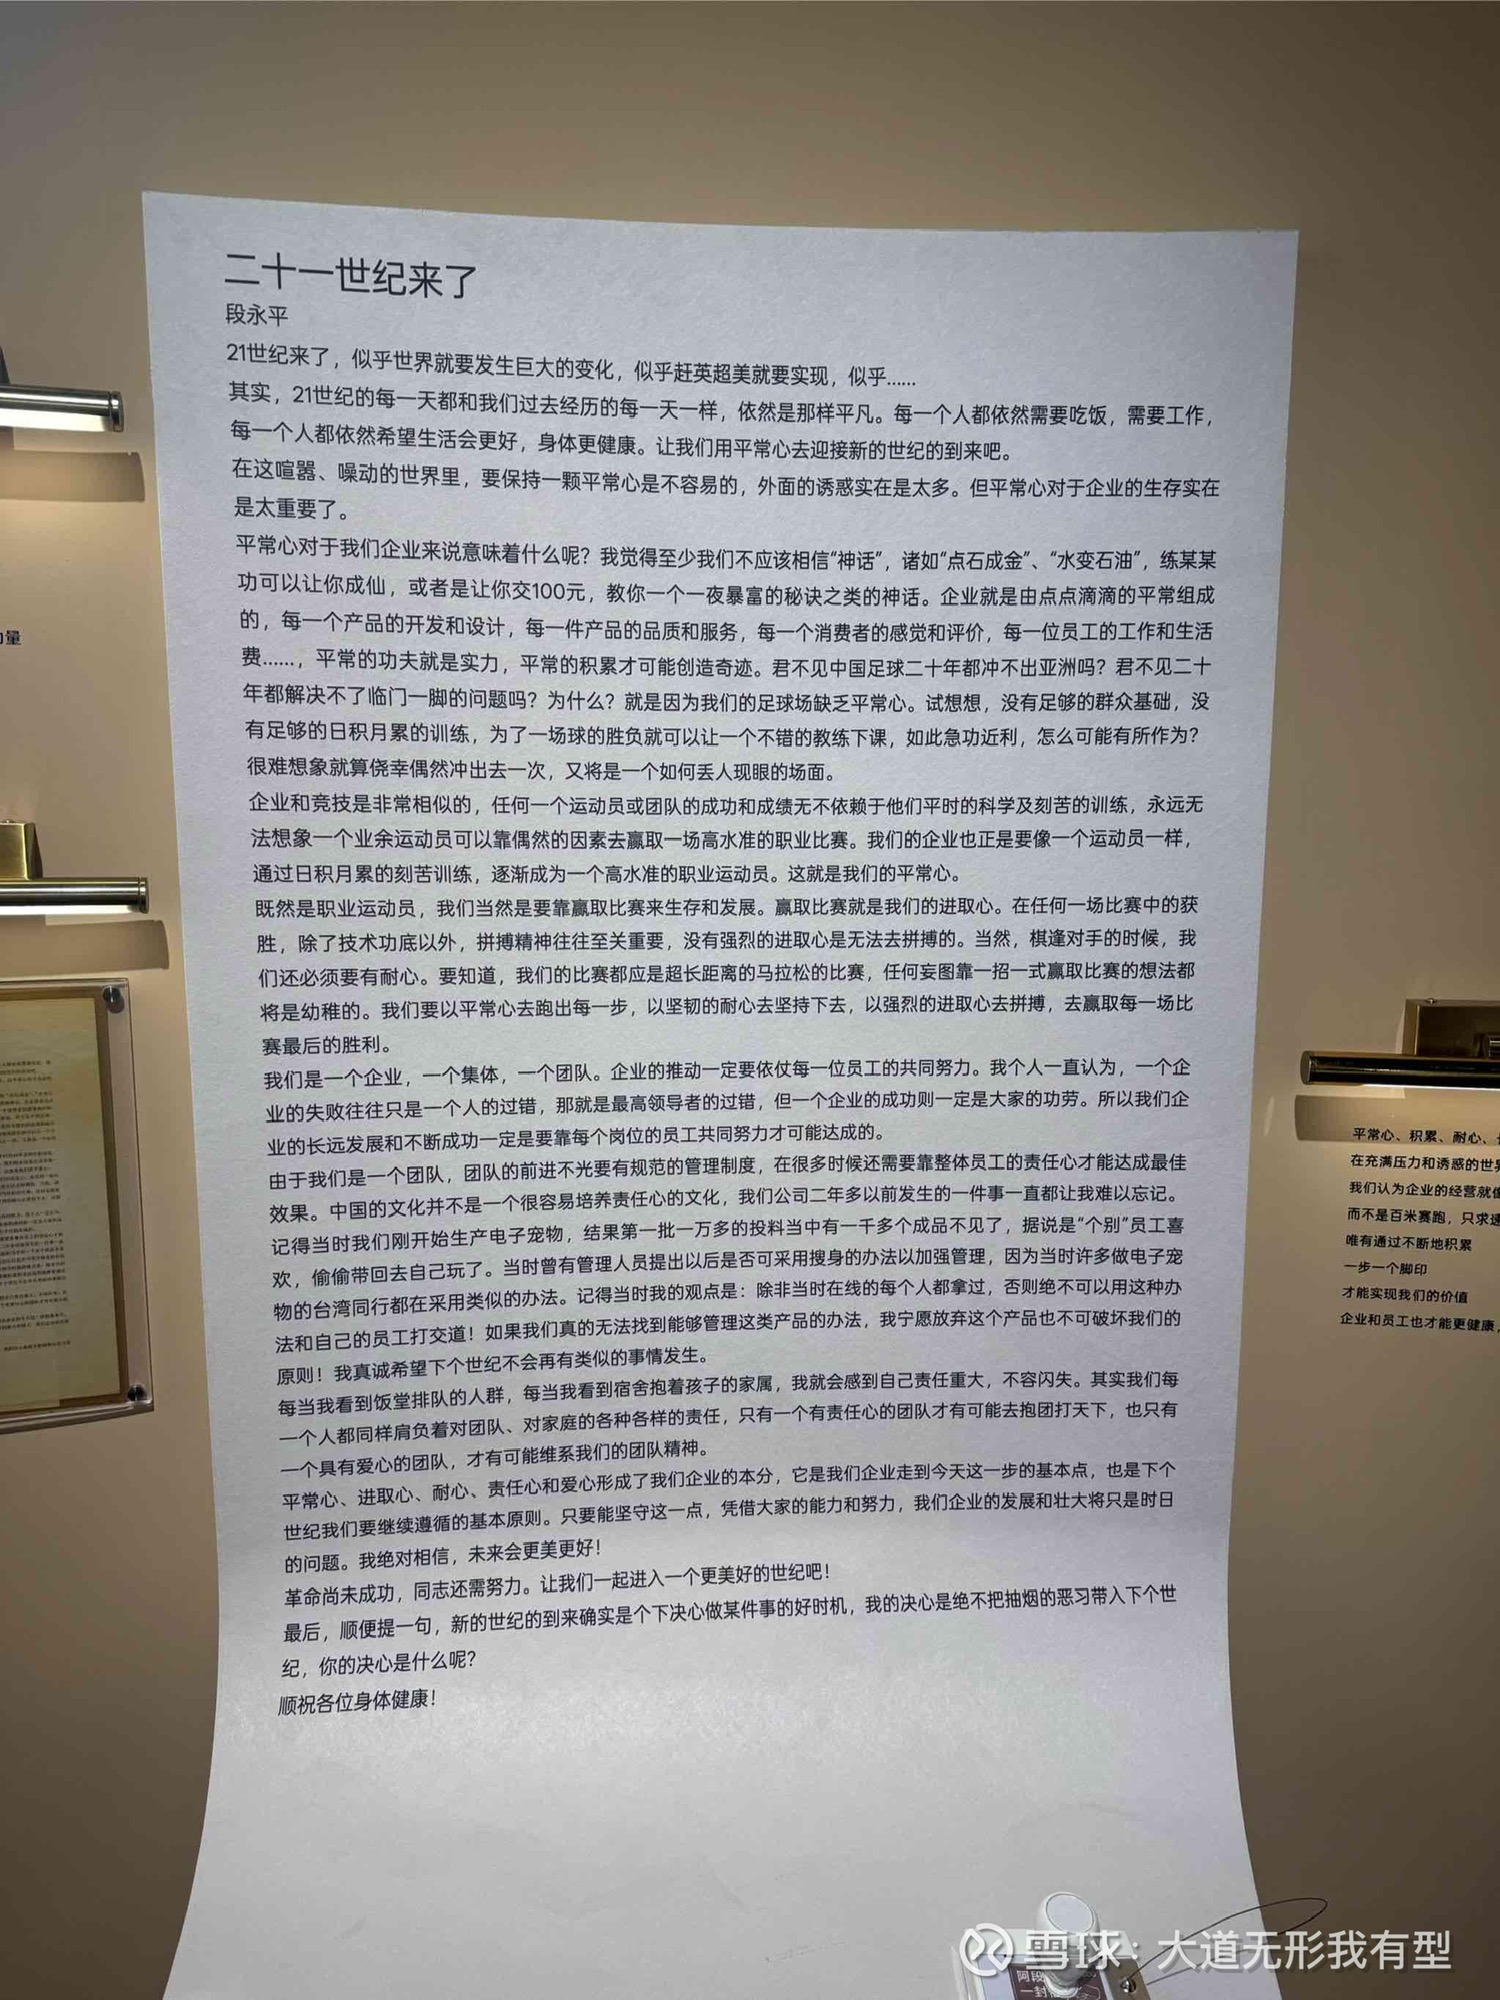 二十一世纪来了
段永平
21世纪来了，似乎世界就要发生巨大的变化，似乎赶英超美就要实现，似乎……
其实，21世纪的每一天都和我们过去经历的每一天一样，依然是那样平凡。每一个人都依然需要吃饭，需要工作，
每一个人都依然希望生活会更好，身体更健康。让我们用平常心去迎接新的世纪的到来吧。
在这喧嚣、噪动的世界里，要保持一颗平常心是不容易的，外面的诱惑实在是太多。但平常心对于企业的生存实在
是太重要了。
平常心对于我们企业来说意味着什么呢？我觉得至少我们不应该相信“神话”，诸如“点石成金”、“水变石油”，练某某
功可以让你成仙，或者是让你交100元，教你一个一夜暴富的秘诀之类的神话。企业就是由点点滴滴的平常组成
的，每一个产品的开发和设计，每一件产品的品质和服务，每一个消费者的感觉和评价，每一位员工的工作和生活
费……，平常的功夫就是实力，平常的积累才可能创造奇迹。君不见中国足球二十年都冲不出亚洲吗？君不见二十
年都解决不了临门一脚的问题吗？为什么？就是因为我们的足球场缺乏平常心。试想想，没有足够的群众基础，没
有足够的日积月累的训练，为了一场球的胜负就可以让一个不错的教练下课，如此急功近利，怎么可能有所作为？
很难想象就算侥幸偶然冲出去一次，又将是一个如何丢人现眼的场面。
企业和竞技是非常相似的，任何一个运动员或团队的成功和成绩无不依赖于他们平时的科学及刻苦的训练，永远无
法想象一个业余运动员可以靠偶然的因素去赢取一场高水准的职业比赛。我们的企业也正是要像一个运动员一样，
通过日积月累的刻苦训练，逐渐成为一个高水准的职业运动员。这就是我们的平常心。
既然是职业运动员，我们当然是要靠赢取比赛来生存和发展。赢取比赛就是我们的进取心。在任何一场比赛中的获
胜，除了技术功底以外，拼搏精神往往至关重要，没有强烈的进取心是无法去拼搏的。当然，棋逢对手的时候，我
们还必须要有耐心。要知道，我们的比赛都应是超长距离的马拉松的比赛，任何妄图靠一招一式赢取比赛的想法都
将是幼稚的。我们要以平常心去跑出每一步，以坚韧的耐心去坚持下去，以强烈的进取心去拼搏，去赢取每一场比
赛最后的胜利。
我们是一个企业，一个集体，一个团队。企业的推动一定要依仗每一位员工的共同努力。我个人一直认为，一个企
业的失败往往只是一个人的过错，那就是最高领导者的过错，但一个企业的成功则一定是大家的功劳。所以我们企
业的长远发展和不断成功一定是要靠每个岗位的员工共同努力才可能达成的。
由于我们是一个团队，团队的前进不光要有规范的管理制度，在很多时候还需要靠整体员工的责任心才能达成最佳
效果。中国的文化并不是一个很容易培养责任心的文化，我们公司二年多以前发生的一件事一直都让我难以忘记。
记得当时我们刚开始生产电子宠物，结果第一批一万多的投料当中有一千多个成品不见了，据说是“个别”员工喜
欢，偷偷带回去自己玩了。当时曾有管理人员提出以后是否可采用搜身的办法以加强管理，因为当时许多做电子宠
物的台湾同行都在采用类似的办法。记得当时我的观点是：除非当时在线的每个人都拿过，否则绝不可以用这种办
法和自己的员工打交道！如果我们真的无法找到能够管理这类产品的办法，我宁愿放弃这个产品也不可破坏我们的
原则！我真诚希望下个世纪不会再有类似的事情发生。
每当我看到饭堂排队的人群，每当我看到宿舍抱着孩子的家属，我就会感到自己责任重大，不容闪失。其实我们每
一个人都同样肩负着对团队、对家庭的各种各样的责任，只有一个有责任心的团队才有可能去抱团打天下，也只有
一个具有爱心的团队，才有可能维系我们的团队精神。
平常心、进取心、耐心、责任心和爱心形成了我们企业的本分，它是我们企业走到今天这一步的基本点，也是下个
世纪我们要继续遵循的基本原则。只要能坚守这一点，凭借大家的能力和努力，我们企业的发展和壮大将只是时日
的问题。我绝对相信，未来会更美更好！
革命尚未成功，同志还需努力。让我们一起进入一个更美好的世纪吧！
最后，顺便提一句，新的世纪的到来确实是个下决心做某件事的好时机，我的决心是绝不把抽烟的恶习带入下个世
纪，你的决心是什么呢？
顺祝各位身体健康！
量
平常心、积累、耐心、
在充满压力和诱惑的世界
我们认为企业的经营就像
而不是百米赛跑，只求速
唯有通过不断地积累
一步一个脚印
才能实现我们的价值
企业和员工也才能更健康，
阿段
一封
雪球：大道无形我有型